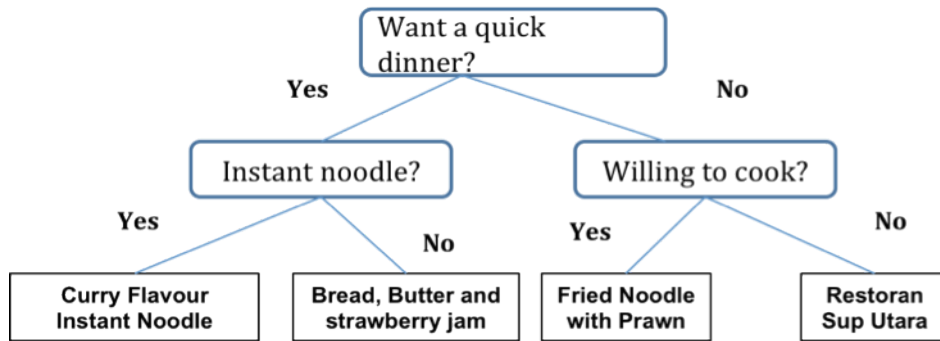 Want a quick
dinner?
Yes
No
Instant noodle?
Willing to cook?
Yes
No
Yes
No
Curry Flavour
Instant Noodle
Bread, Butter and
strawberry jam
Fried Noodle
with Prawn
Restoran
Sup Utara